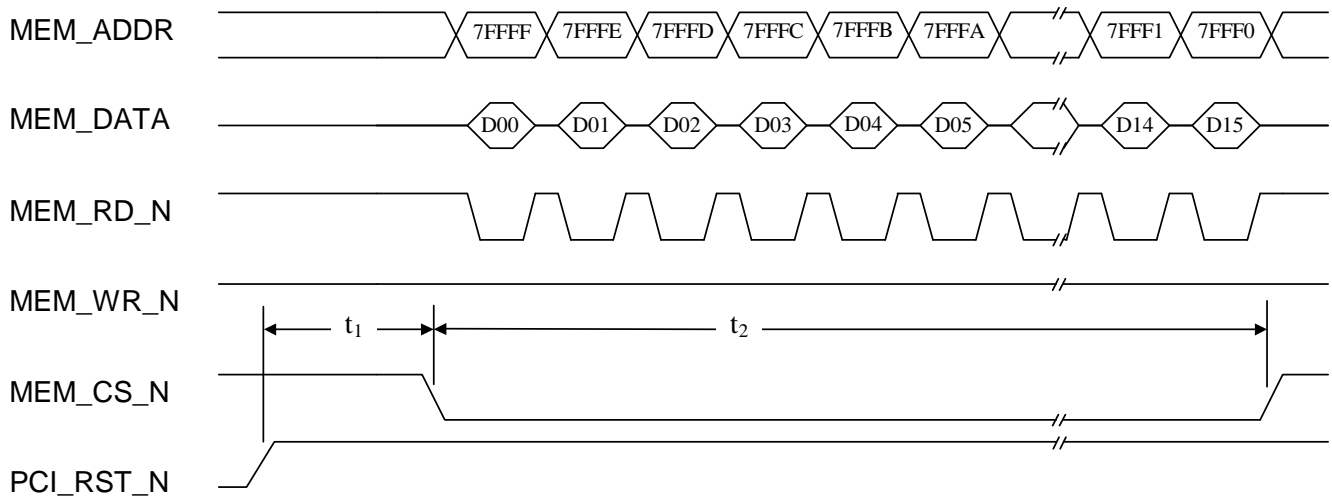 MEM_ADDR 7FFFF 7FFFE 7FFFD 7FFFC 7FFFB 7FFFA 7FFF1 7FFF0
MEM_DATA D00 D01 D02 D03 D04 D05 D14 D15
MEM_RD_N
MEM_WR_N
t1 t2
MEM_CS_N
PCI_RST_N